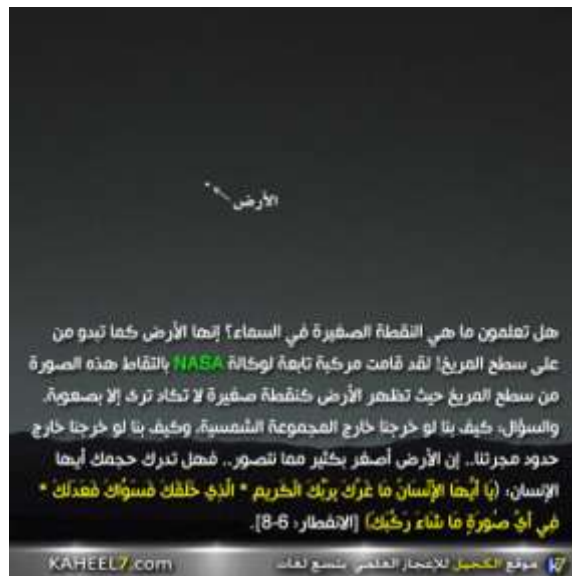 الأرض
هل تعلمون ما هي النقطة الصغيرة في السماء؟ إنها الأرض كما تبدو من
على سطح المريخ! لقد قامت مركبة تابعة لوكالة NASA بالتقاط هذه الصورة
من سطح المريخ حيث تظهر الأرض كنقطة صغيرة لا تكاد ترى إلا بصعوبة.
والسؤال: كيف بنا لو خرجنا خارج المجموعة الشمسية، وكيف بنا لو خرجنا خارج
حدود مجرتنا.. إن الأرض أصغر بكثير مما نتصور.. فهل تدرك حجمك أيها
الإنسان: (يَا أَيُّهَا الْإِنْسَانُ مَا غَرَّكَ بِرَبِّكَ الْكَرِيمِ * الَّذِي خَلَقَكَ فَسَوَّاكَ فَعَدَلَكَ *
فِي أَيِّ صُورَةٍ مَا شَاءَ رَكَّبَكَ) [الانفطار: 6-8].
موقع الكحيل للإعجاز العلمي بتسع لغات KAHEEL7.com